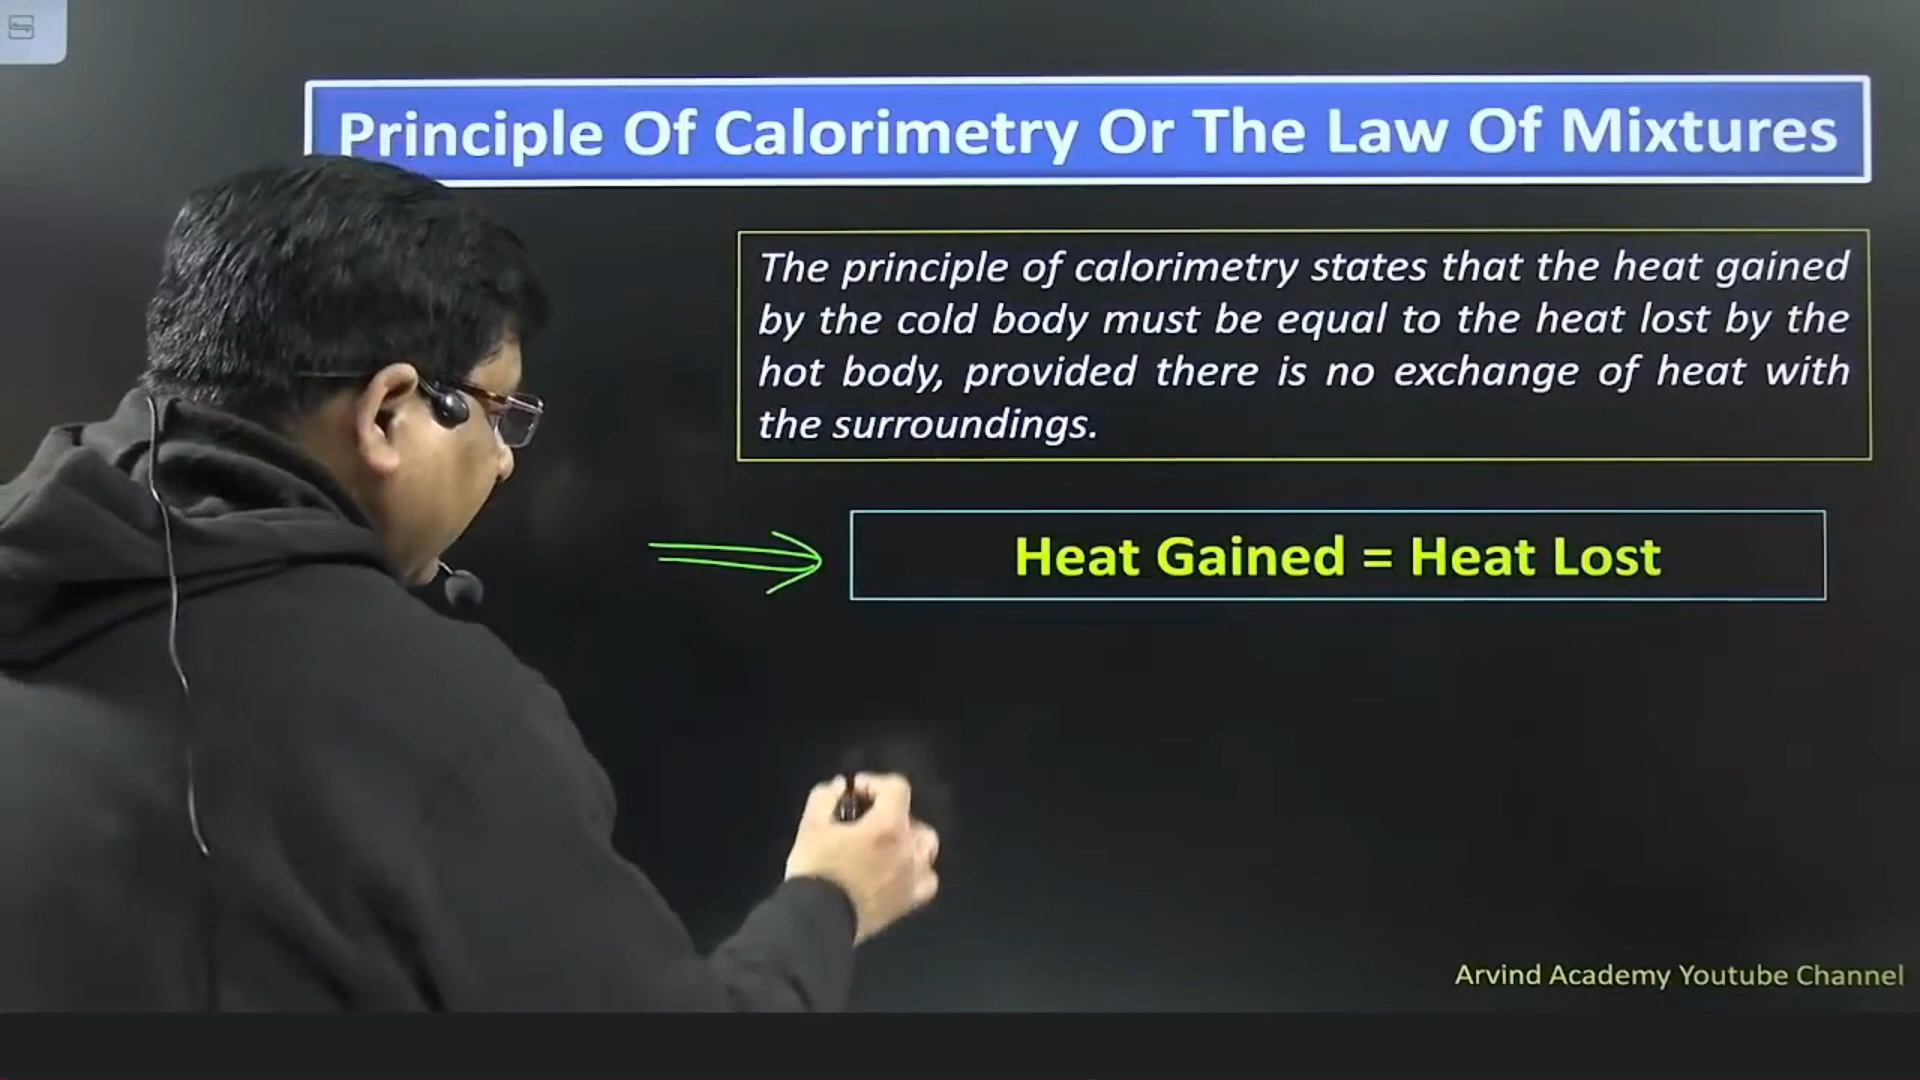 Principle Of Calorimetry Or The Law Of Mixtures
The principle of calorimetry states that the heat gained
by the cold body must be equal to the heat lost by the
hot body, provided there is no exchange of heat with
the surroundings.
Heat Gained = Heat Lost
Arvind Academy Youtube Channel